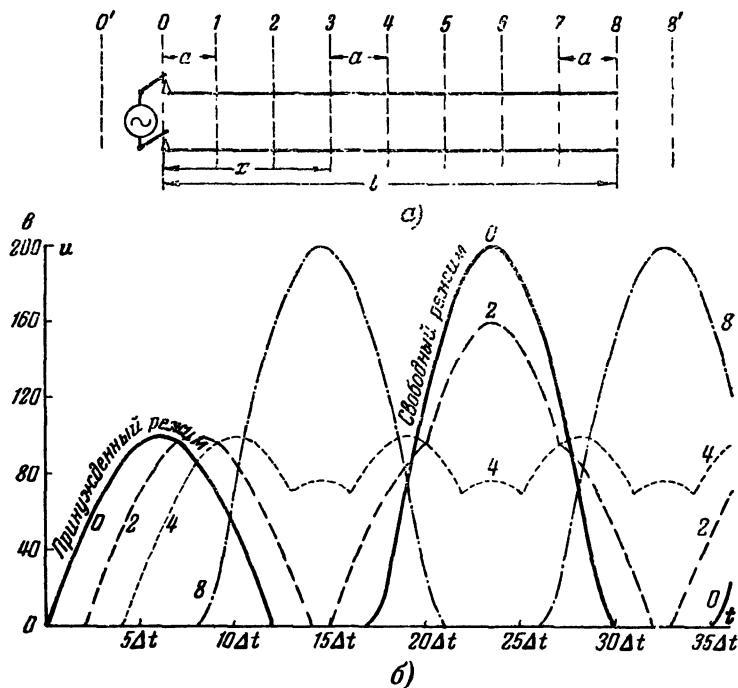 0' 0 1 2 3 4 5 6 7 8 8'
a a a
x
l
а)
в
200 u
160
120
80
40
0
Принужденный режим
Свободный режим
0
2
8
0 2 4
4
4
2
8
0 t
5Δt 10Δt 15Δt 20Δt 25Δt 30Δt 35Δt
б)